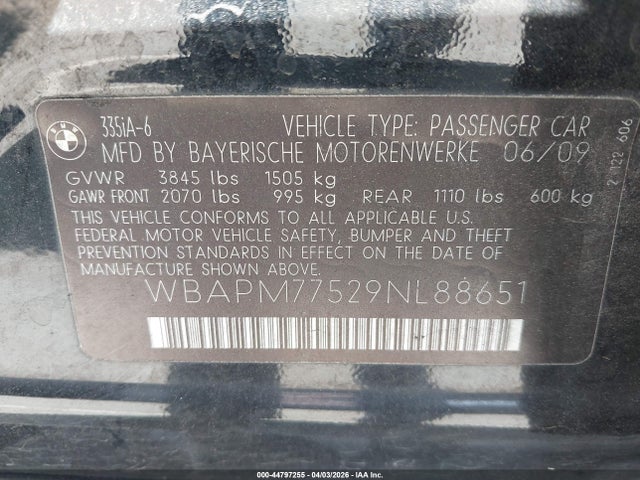 BMW
335iA-6 VEHICLE TYPE: PASSENGER CAR
MFD BY BAYERISCHE MOTORENWERKE 06/09
GVWR 3845 lbs 1505 kg
GAWR FRONT 2070 lbs 995 kg REAR 1110 lbs 600 kg
THIS VEHICLE CONFORMS TO ALL APPLICABLE U.S.
FEDERAL MOTOR VEHICLE SAFETY, BUMPER AND THEFT
PREVENTION STANDARDS IN EFFECT ON THE DATE OF
MANUFACTURE SHOWN ABOVE.
WBAPM77529NL88651
606
000-44797255 - 04/03/2026 - IAA Inc.